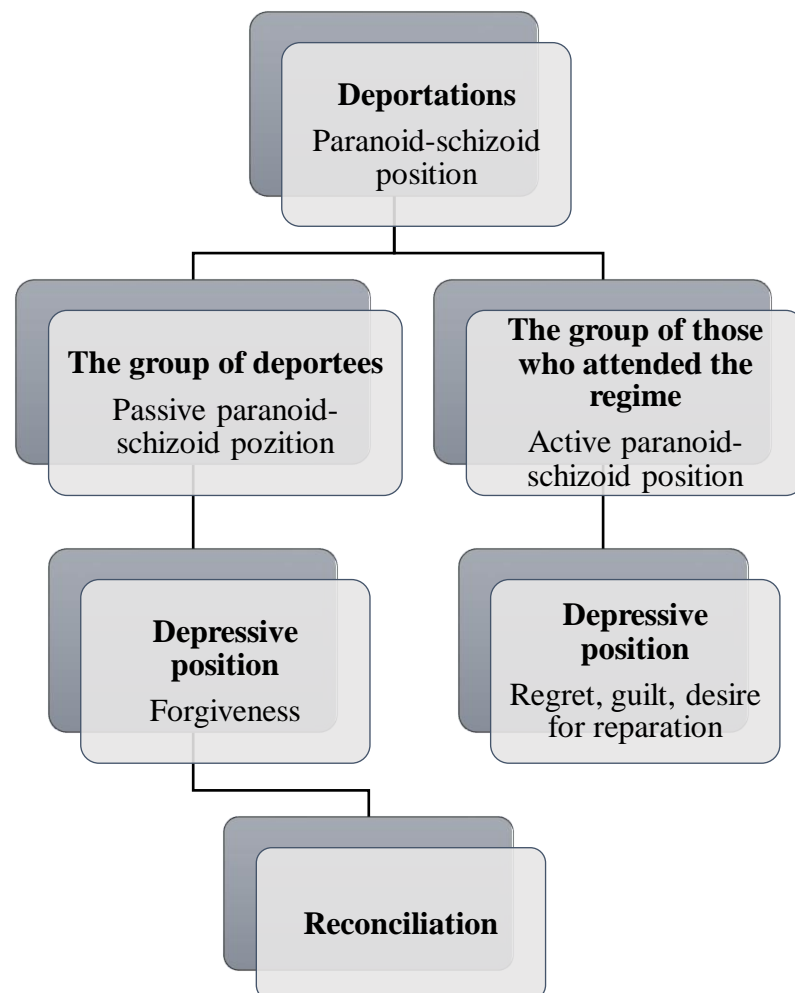 Deportations
Paranoid-schizoid
position
The group of deportees
Passive paranoid-
schizoid pozition
The group of those
who attended the
regime
Active paranoid-
schizoid position
Depressive
position
Forgiveness
Depressive
position
Regret, guilt, desire
for reparation
Reconciliation